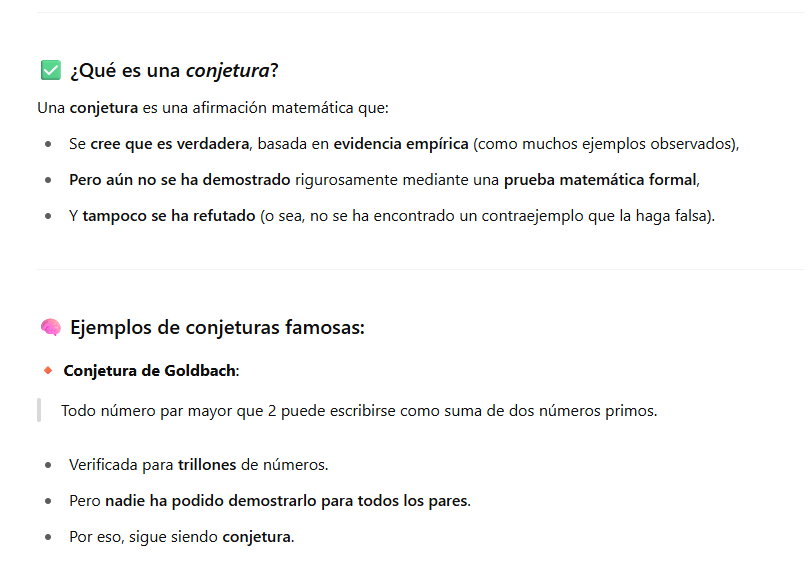 ✅ ¿Qué es una conjetura?
Una conjetura es una afirmación matemática que:
• Se cree que es verdadera, basada en evidencia empírica (como muchos ejemplos observados),
• Pero aún no se ha demostrado rigurosamente mediante una prueba matemática formal,
• Y tampoco se ha refutado (o sea, no se ha encontrado un contraejemplo que la haga falsa).
🧠 Ejemplos de conjeturas famosas:
🔸 Conjetura de Goldbach:
Todo número par mayor que 2 puede escribirse como suma de dos números primos.
• Verificada para trillones de números.
• Pero nadie ha podido demostrarlo para todos los pares.
• Por eso, sigue siendo conjetura.